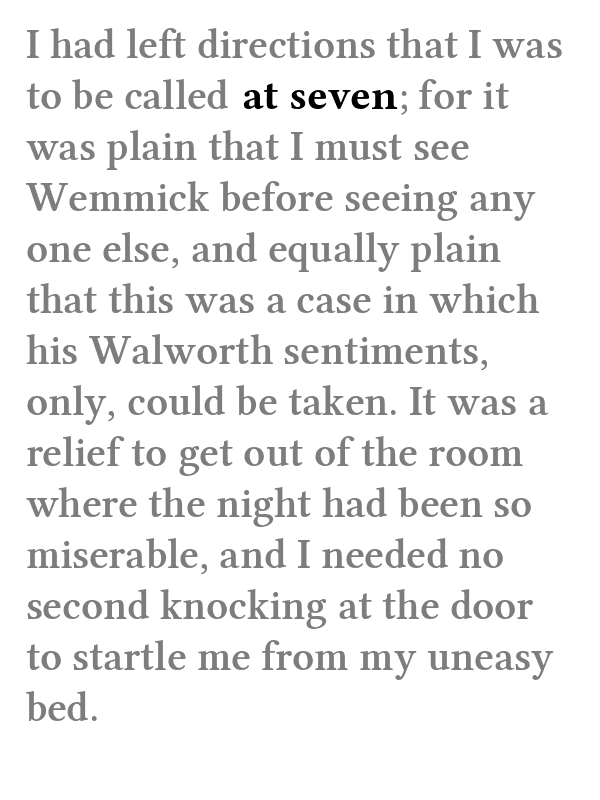 I had left directions that I was
to be called at seven; for it
was plain that I must see
Wemmick before seeing any
one else, and equally plain
that this was a case in which
his Walworth sentiments,
only, could be taken. It was a
relief to get out of the room
where the night had been so
miserable, and I needed no
second knocking at the door
to startle me from my uneasy
bed.